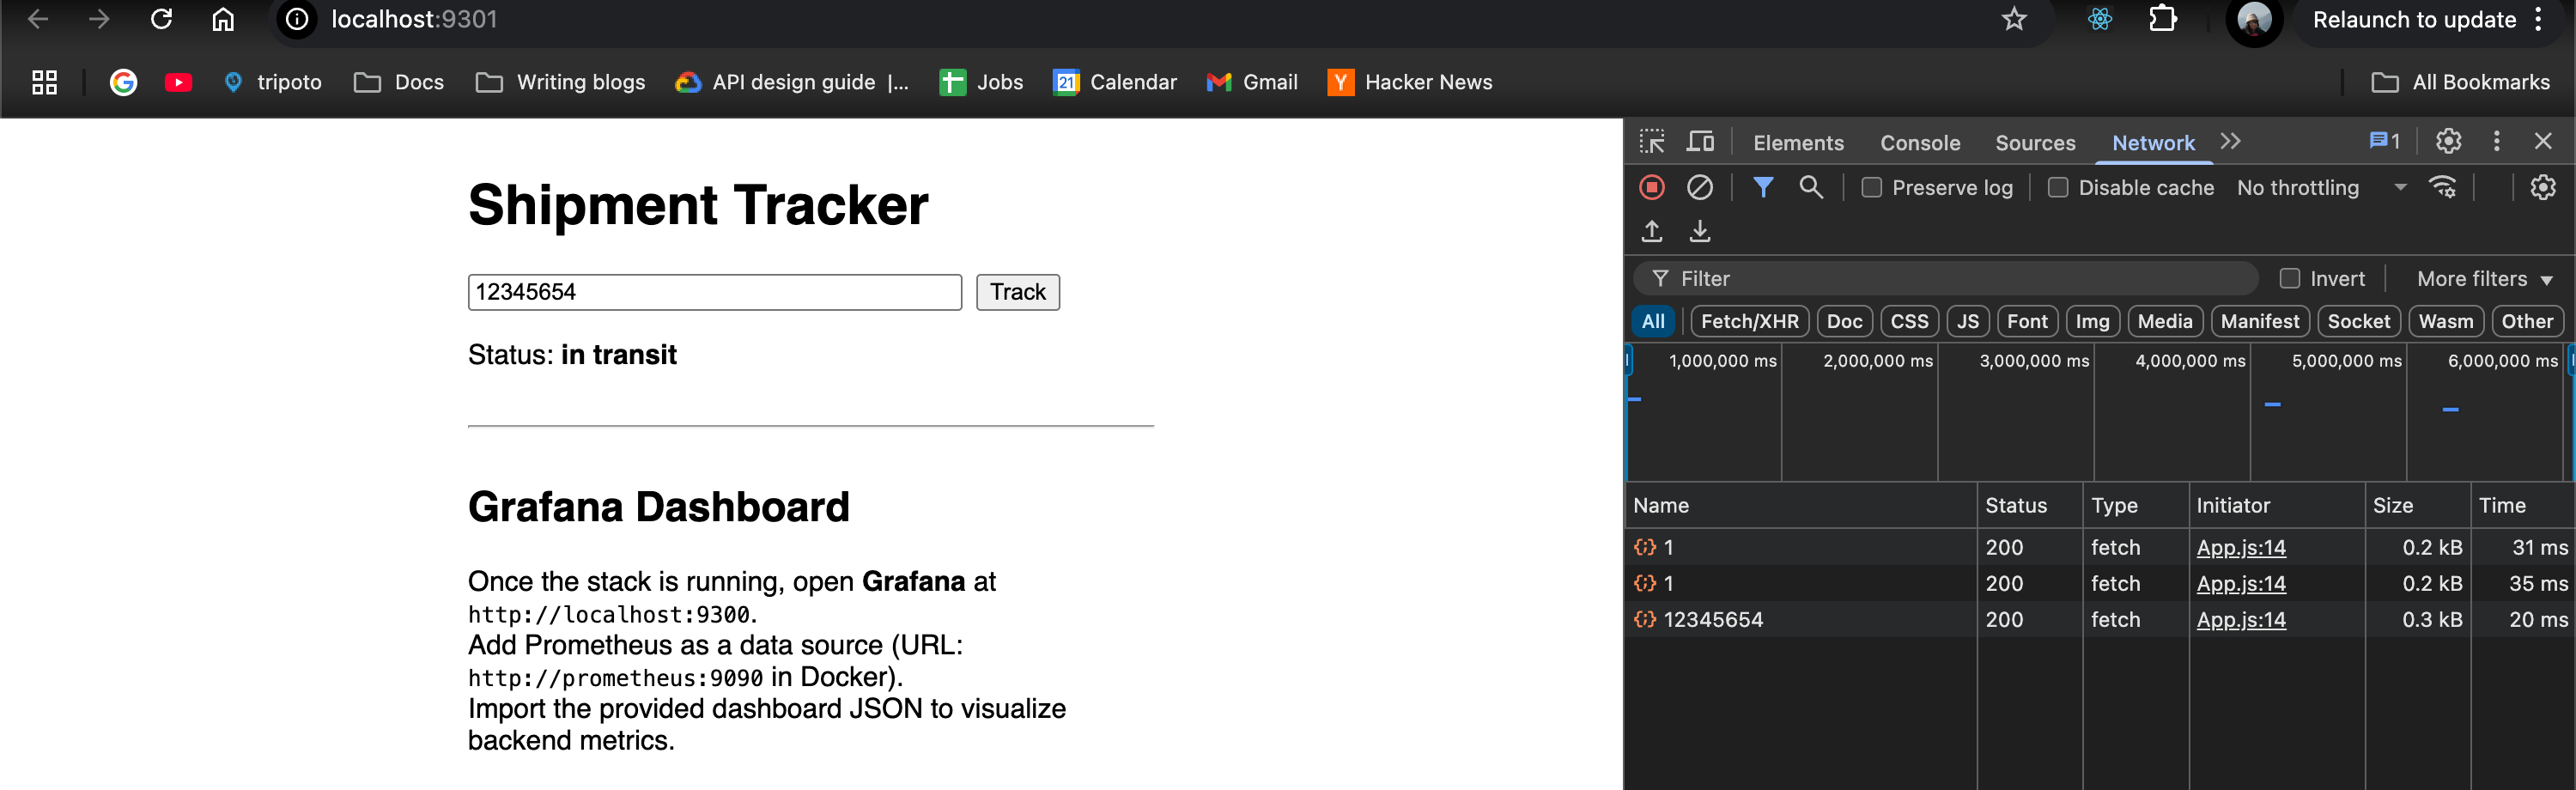 localhost:9301
Relaunch to update
tripoto
Docs
Writing blogs
API design guide |...
Jobs
21
Calendar
Gmail
Y
Hacker News
All Bookmarks
Shipment Tracker
12345654
Track
Status: in transit
Grafana Dashboard
Once the stack is running, open Grafana at
http://localhost:9300.
Add Prometheus as a data source (URL:
http://prometheus:9090 in Docker).
Import the provided dashboard JSON to visualize
backend metrics.
Elements Console Sources Network 1
Preserve log Disable cache No throttling
Filter Invert More filters
All Fetch/XHR Doc CSS JS Font Img Media Manifest Socket Wasm Other
1,000,000 ms 2,000,000 ms 3,000,000 ms 4,000,000 ms 5,000,000 ms 6,000,000 ms
Name Status Type Initiator Size Time
1 200 fetch App.js:14 0.2 kB 31 ms
1 200 fetch App.js:14 0.2 kB 35 ms
12345654 200 fetch App.js:14 0.3 kB 20 ms